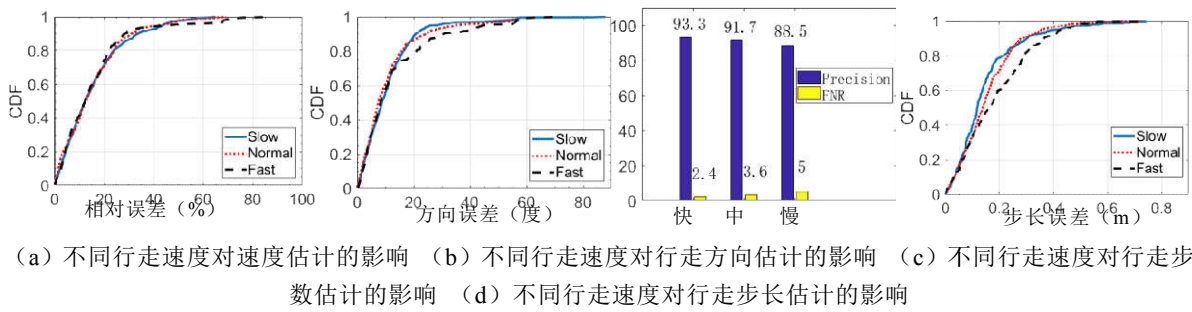 1
0.8
0.6
0.4
0.2
0
CDF
0
20
40
60
80
100
相对误差（%）
Slow
Normal
Fast
1
0.8
0.6
0.4
0.2
0
CDF
0
20
40
60
80
方向误差（度）
Slow
Normal
Fast
100
80
60
40
20
0
93.3
91.7
88.5
2.4
3.6
5
Precision
FNR
快
中
慢
1
0.8
0.6
0.4
0.2
0
CDF
0
0.2
0.4
0.6
0.8
步长误差（m）
Slow
Normal
Fast
（a）不同行走速度对速度估计的影响 （b）不同行走速度对行走方向估计的影响 （c）不同行走速度对行走步
数估计的影响 （d）不同行走速度对行走步长估计的影响